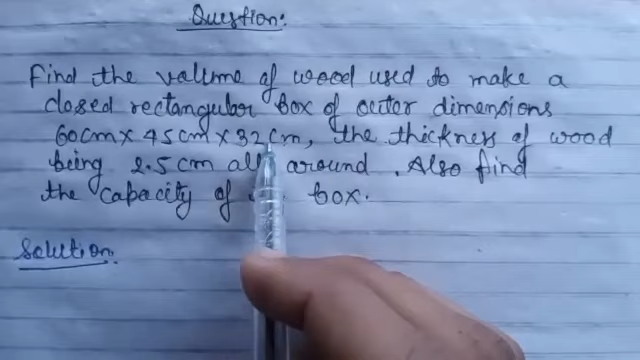 Question:
Find the volume of wood used to make a
closed rectangular box of outer dimensions
60cm x 45cm x 32cm, the thickness of wood
being 2.5cm all around. Also find
the capacity of box.
Solution.